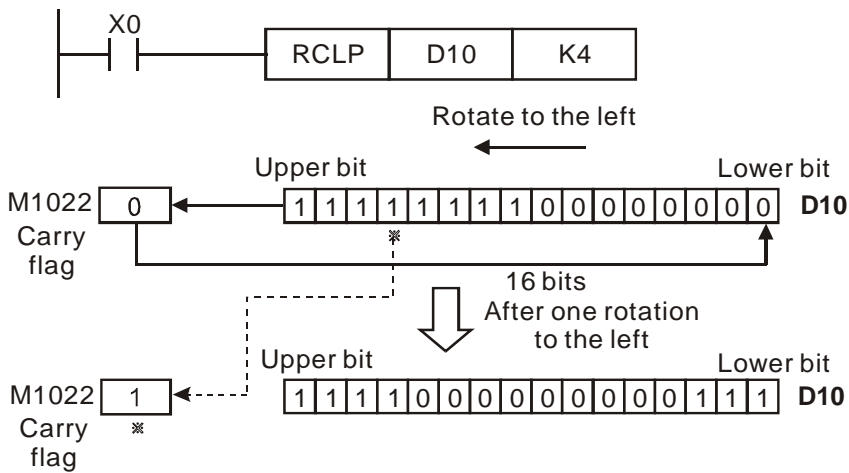 X0
RCLP D10 K4
Rotate to the left
Upper bit Lower bit
M1022 0 1 1 1 1 1 1 1 1 0 0 0 0 0 0 0 0 D10
Carry
flag
※
16 bits
After one rotation
to the left
Upper bit Lower bit
M1022 1 1 1 1 1 0 0 0 0 0 0 0 0 0 1 1 1 D10
Carry ※
flag